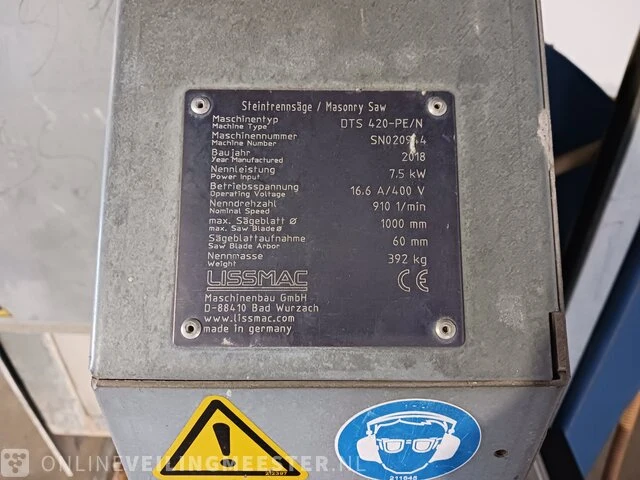 Steintrennsäge / Masonry Saw
Maschinentyp DTS 420-PE/N
Machine Type
Maschinennummer SN020944
Machine Number
Baujahr 2018
Year Manufactured
Nennleistung 7.5 kW
Power Input
Betriebsspannung 16.6 A/400 V
Operating Voltage
Nenndrehzahl 910 1/min
Nominal Speed
max. Sägeblatt Ø 1000 mm
max. Saw Blade Ø
Sägeblattaufnahme 60 mm
Saw Blade Arbor
Nennmasse 392 kg
Weight
LISSMAC CE
Maschinenbau GmbH
D-88410 Bad Wurzach
www.lissmac.com
made in germany
211645
ONLINEVEILINGMEESTER.NL